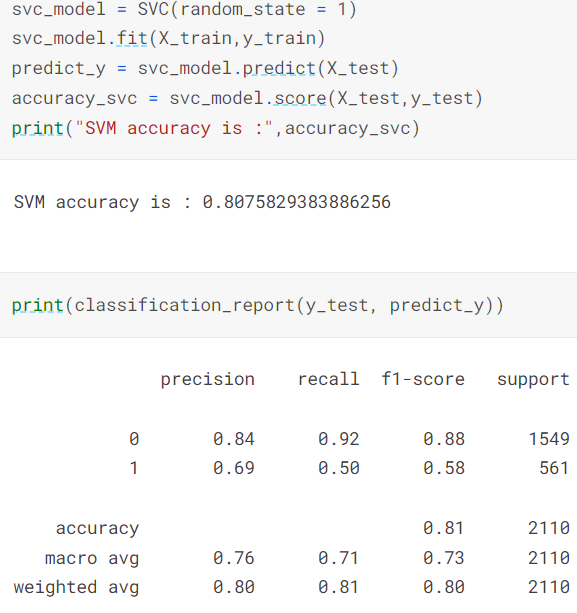 svc_model = SVC(random_state = 1)
svc_model.fit(X_train,y_train)
predict_y = svc_model.predict(X_test)
accuracy_svc = svc_model.score(X_test,y_test)
print("SVM accuracy is :",accuracy_svc)
SVM accuracy is : 0.8075829383886256
print(classification_report(y_test, predict_y))
precision recall f1-score support
0 0.84 0.92 0.88 1549
1 0.69 0.50 0.58 561
accuracy 0.81 2110
macro avg 0.76 0.71 0.73 2110
weighted avg 0.80 0.81 0.80 2110